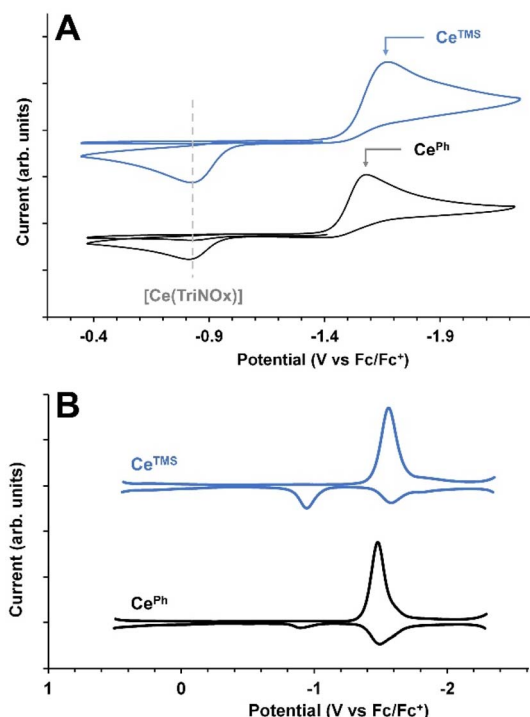 A
Ce^TMS
Ce^Ph
[Ce(TriNOx)]
Current (arb. units)
-0.4 -0.9 -1.4 -1.9
Potential (V vs Fc/Fc⁺)
B
Ce^TMS
Ce^Ph
Current (arb. units)
1 0 -1 -2
Potential (V vs Fc/Fc⁺)